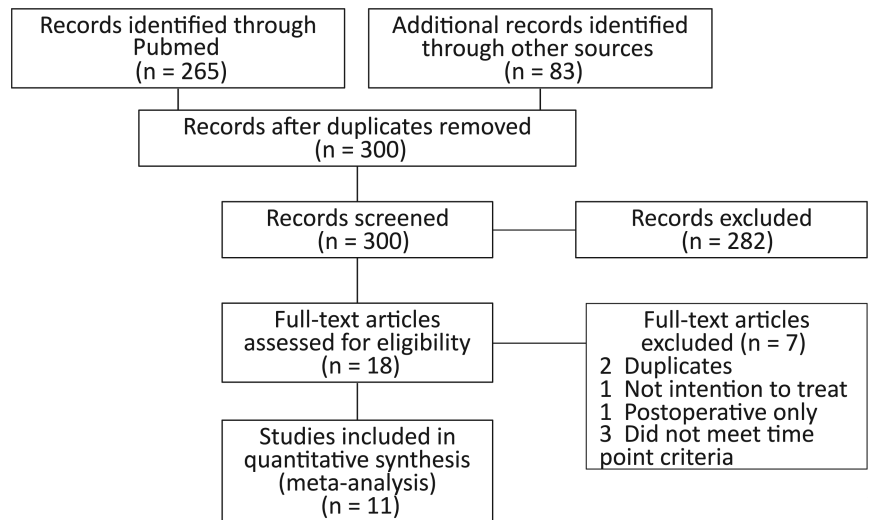 Records identified through
Pubmed
(n = 265)
Additional records identified
through other sources
(n = 83)
Records after duplicates removed
(n = 300)
Records screened
(n = 300)
Records excluded
(n = 282)
Full-text articles
assessed for eligibility
(n = 18)
Full-text articles
excluded (n = 7)
2 Duplicates
1 Not intention to treat
1 Postoperative only
3 Did not meet time
point criteria
Studies included in
quantitative synthesis
(meta-analysis)
(n = 11)